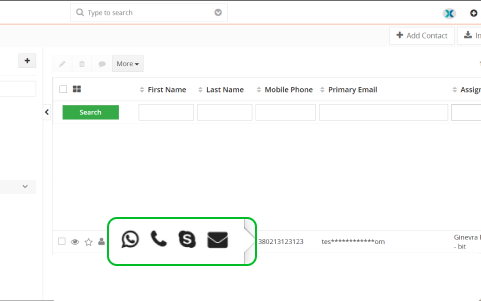 Type to search
Add Contact
More
First Name
Last Name
Mobile Phone
Primary Email
Search
380213123123
tes************om
Ginevra
- bit